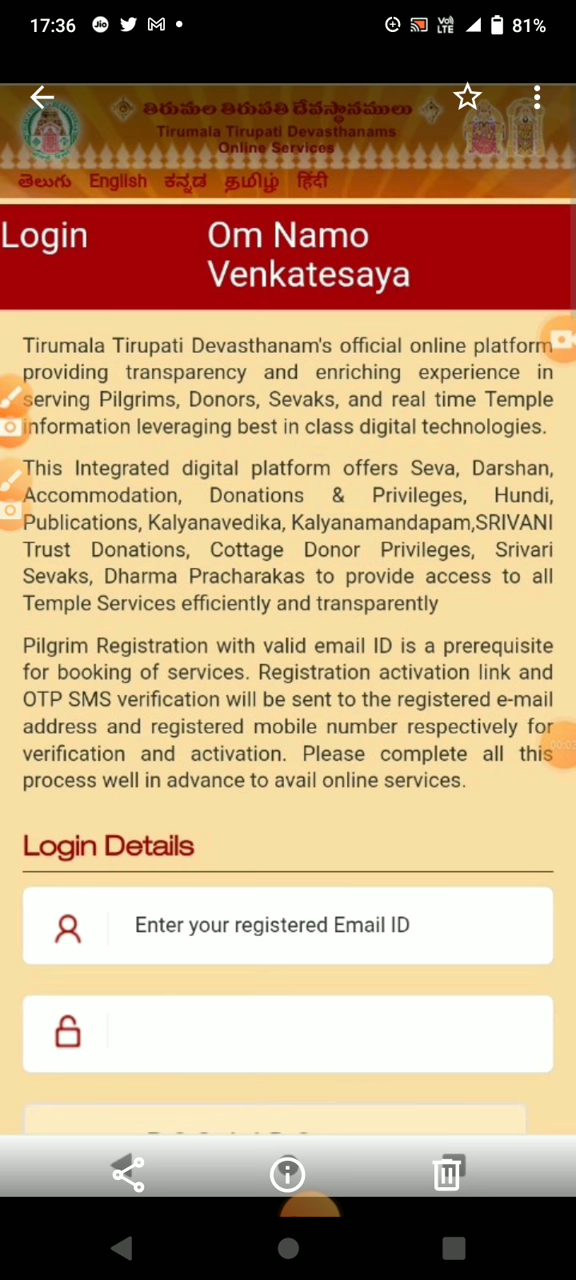 17:36
Jio
Vo)
LTE
81%
తిరుమల తిరుపతి దేవస్థానములు
Tirumala Tirupati Devasthanams
Online Services
తెలుగు English ಕನ್ನಡ தமிழ் हिंदी
Login
Om Namo
Venkatesaya
Tirumala Tirupati Devasthanam's official online platform
providing transparency and enriching experience in
serving Pilgrims, Donors, Sevaks, and real time Temple
information leveraging best in class digital technologies.
This Integrated digital platform offers Seva, Darshan,
Accommodation, Donations & Privileges, Hundi,
Publications, Kalyanavedika, Kalyanamandapam,SRIVANI
Trust Donations, Cottage Donor Privileges, Srivari
Sevaks, Dharma Pracharakas to provide access to all
Temple Services efficiently and transparently
Pilgrim Registration with valid email ID is a prerequisite
for booking of services. Registration activation link and
OTP SMS verification will be sent to the registered e-mail
address and registered mobile number respectively for
verification and activation. Please complete all this
process well in advance to avail online services.
Login Details
Enter your registered Email ID